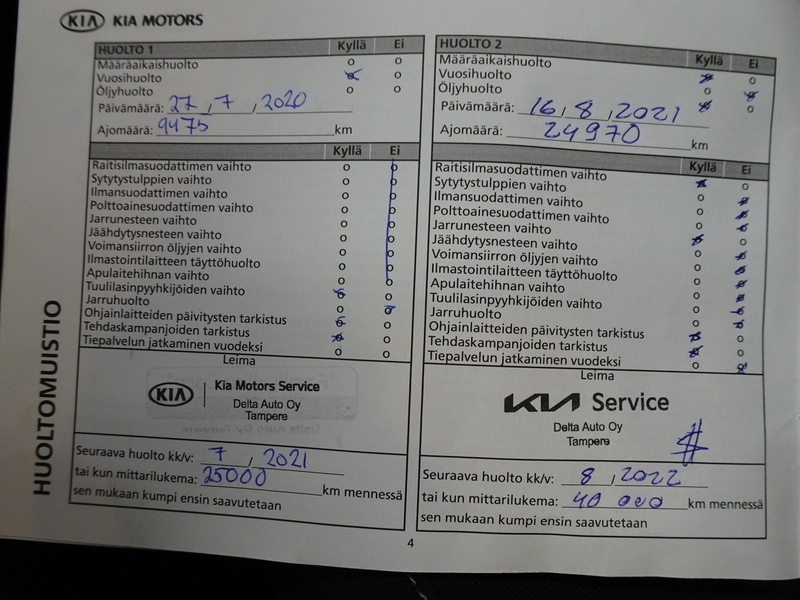 KIA KIA MOTORS
HUOLTO 1 Kyllä Ei
Määräaikaishuolto o o
Vuosihuolto o o
Öljyhuolto o o
Päivämäärä: 27 , 7 , 2020
Ajomäärä: 9475 km
Kyllä Ei
Raitisilmasuodattimen vaihto o o
Sytytystulppien vaihto o o
Ilmansuodattimen vaihto o o
Polttoainesuodattimen vaihto o o
Jarrunesteen vaihto o o
Jäähdytysnesteen vaihto o o
Voimansiirron öljyjen vaihto o o
Ilmastointilaitteen täyttöhuolto o o
Apulaitehihnan vaihto o o
Tuulilasinpyyhkijöiden vaihto o o
Jarruhuolto o o
Ohjainlaitteiden päivitysten tarkistus o o
Tehdaskampanjoiden tarkistus o o
Tiepalvelun jatkaminen vuodeksi o o
Leima
KIA Kia Motors Service
Delta Auto Oy
Tampere
Seuraava huolto kk/v: 7 , 2021
tai kun mittarilukema: 25000 km mennessä
sen mukaan kumpi ensin saavutetaan
HUOLTO 2 Kyllä Ei
Määräaikaishuolto o
Vuosihuolto o
Öljyhuolto o
Päivämäärä: 16 , 8 , 2021
Ajomäärä: 24970 km
Kyllä Ei
Raitisilmasuodattimen vaihto o
Sytytystulppien vaihto o
Ilmansuodattimen vaihto o
Polttoainesuodattimen vaihto o
Jarrunesteen vaihto o
Jäähdytysnesteen vaihto o
Voimansiirron öljyjen vaihto o
Ilmastointilaitteen täyttöhuolto o
Apulaitehihnan vaihto o
Tuulilasinpyyhkijöiden vaihto o
Jarruhuolto o
Ohjainlaitteiden päivitysten tarkistus o
Tehdaskampanjoiden tarkistus o
Tiepalvelun jatkaminen vuodeksi o
Leima
KIA Service
Delta Auto Oy
Tampere
Seuraava huolto kk/v: 8 , 2022
tai kun mittarilukema: 40 000 km mennessä
sen mukaan kumpi ensin saavutetaan
HUOLTOMUISTIO
4